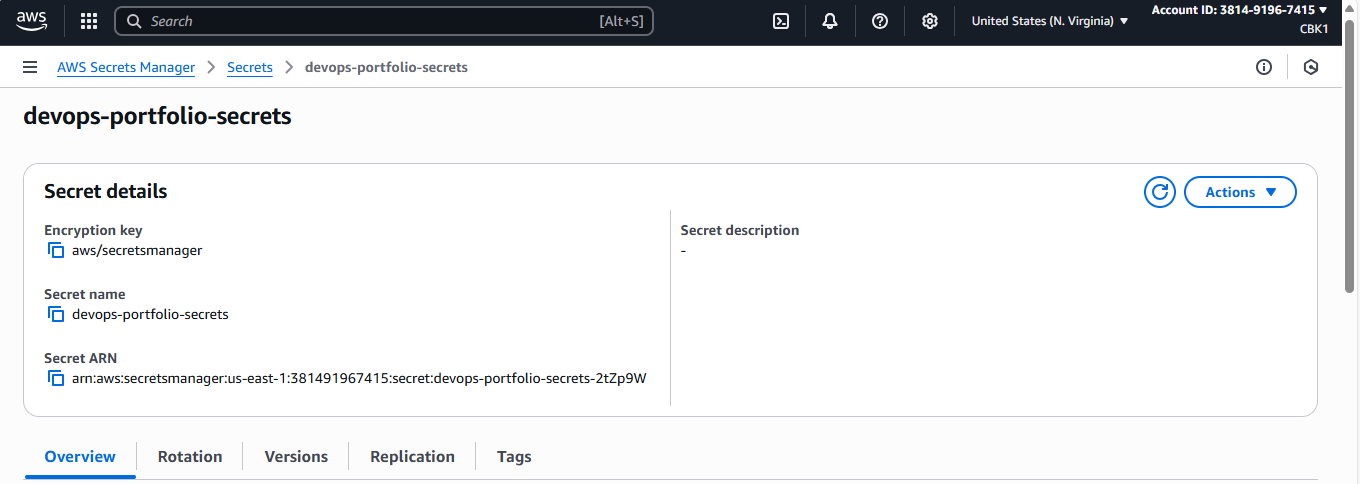 aws
Search [Alt+S]
United States (N. Virginia)
Account ID: 3814-9196-7415
CBK1
AWS Secrets Manager > Secrets > devops-portfolio-secrets
devops-portfolio-secrets
Secret details
Actions
Encryption key
aws/secretsmanager
Secret description
-
Secret name
devops-portfolio-secrets
Secret ARN
arn:aws:secretsmanager:us-east-1:381491967415:secret:devops-portfolio-secrets-2tZp9W
Overview Rotation Versions Replication Tags